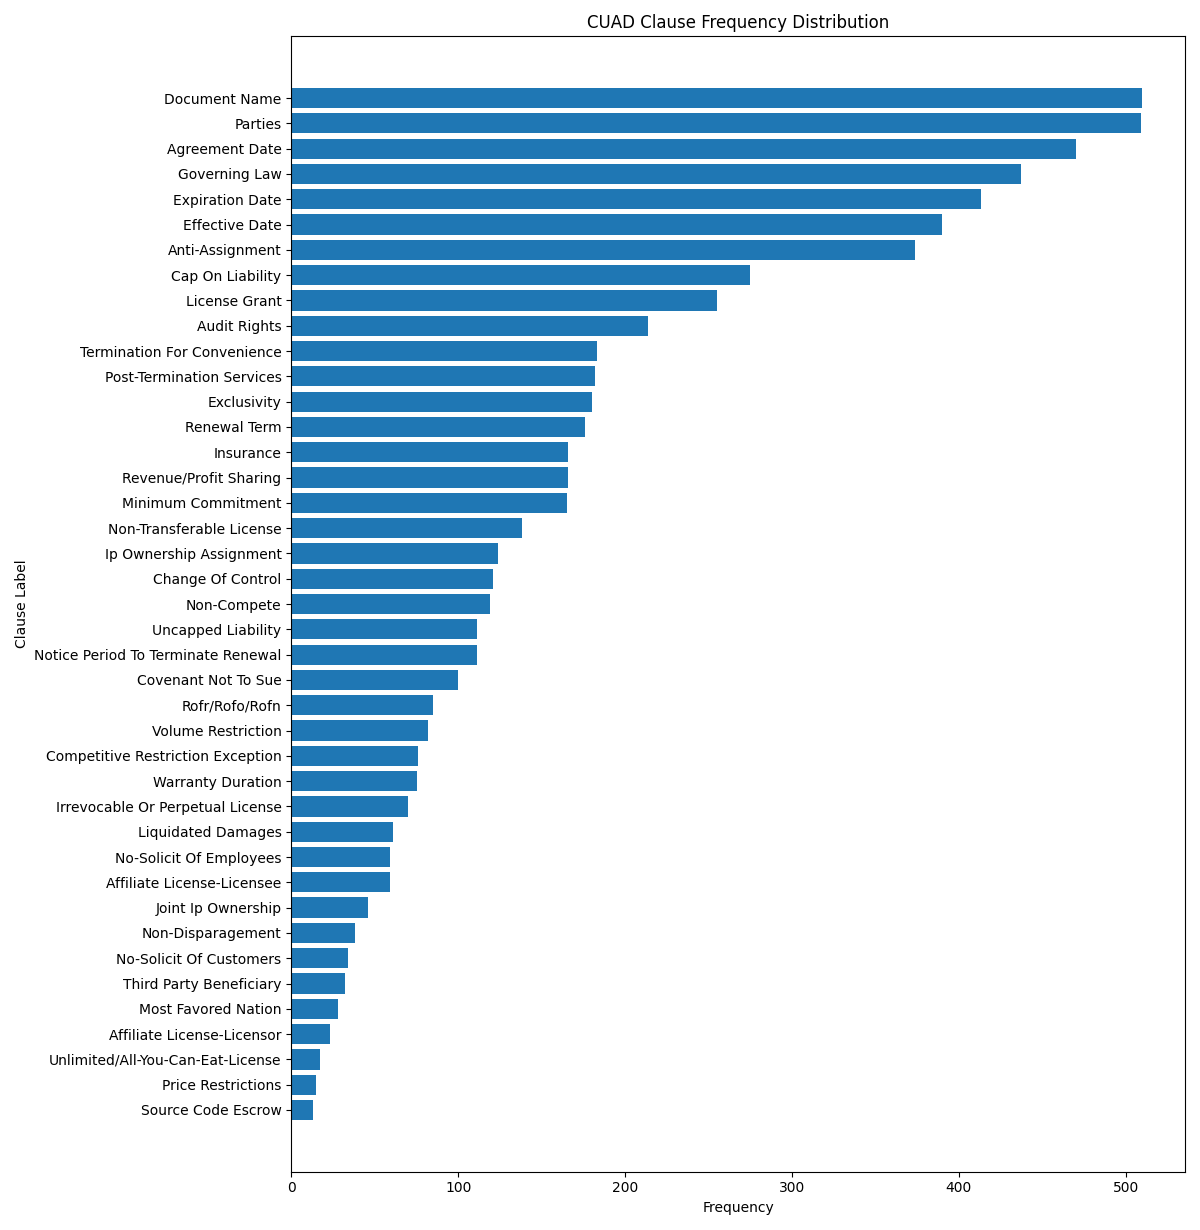 CUAD Clause Frequency Distribution
Document Name
Parties
Agreement Date
Governing Law
Expiration Date
Effective Date
Anti-Assignment
Cap On Liability
License Grant
Audit Rights
Termination For Convenience
Post-Termination Services
Exclusivity
Renewal Term
Insurance
Revenue/Profit Sharing
Minimum Commitment
Non-Transferable License
Ip Ownership Assignment
Change Of Control
Non-Compete
Uncapped Liability
Notice Period To Terminate Renewal
Covenant Not To Sue
Rofr/Rofo/Rofn
Volume Restriction
Competitive Restriction Exception
Warranty Duration
Irrevocable Or Perpetual License
Liquidated Damages
No-Solicit Of Employees
Affiliate License-Licensee
Joint Ip Ownership
Non-Disparagement
No-Solicit Of Customers
Third Party Beneficiary
Most Favored Nation
Affiliate License-Licensor
Unlimited/All-You-Can-Eat-License
Price Restrictions
Source Code Escrow
Clause Label
0 100 200 300 400 500
Frequency